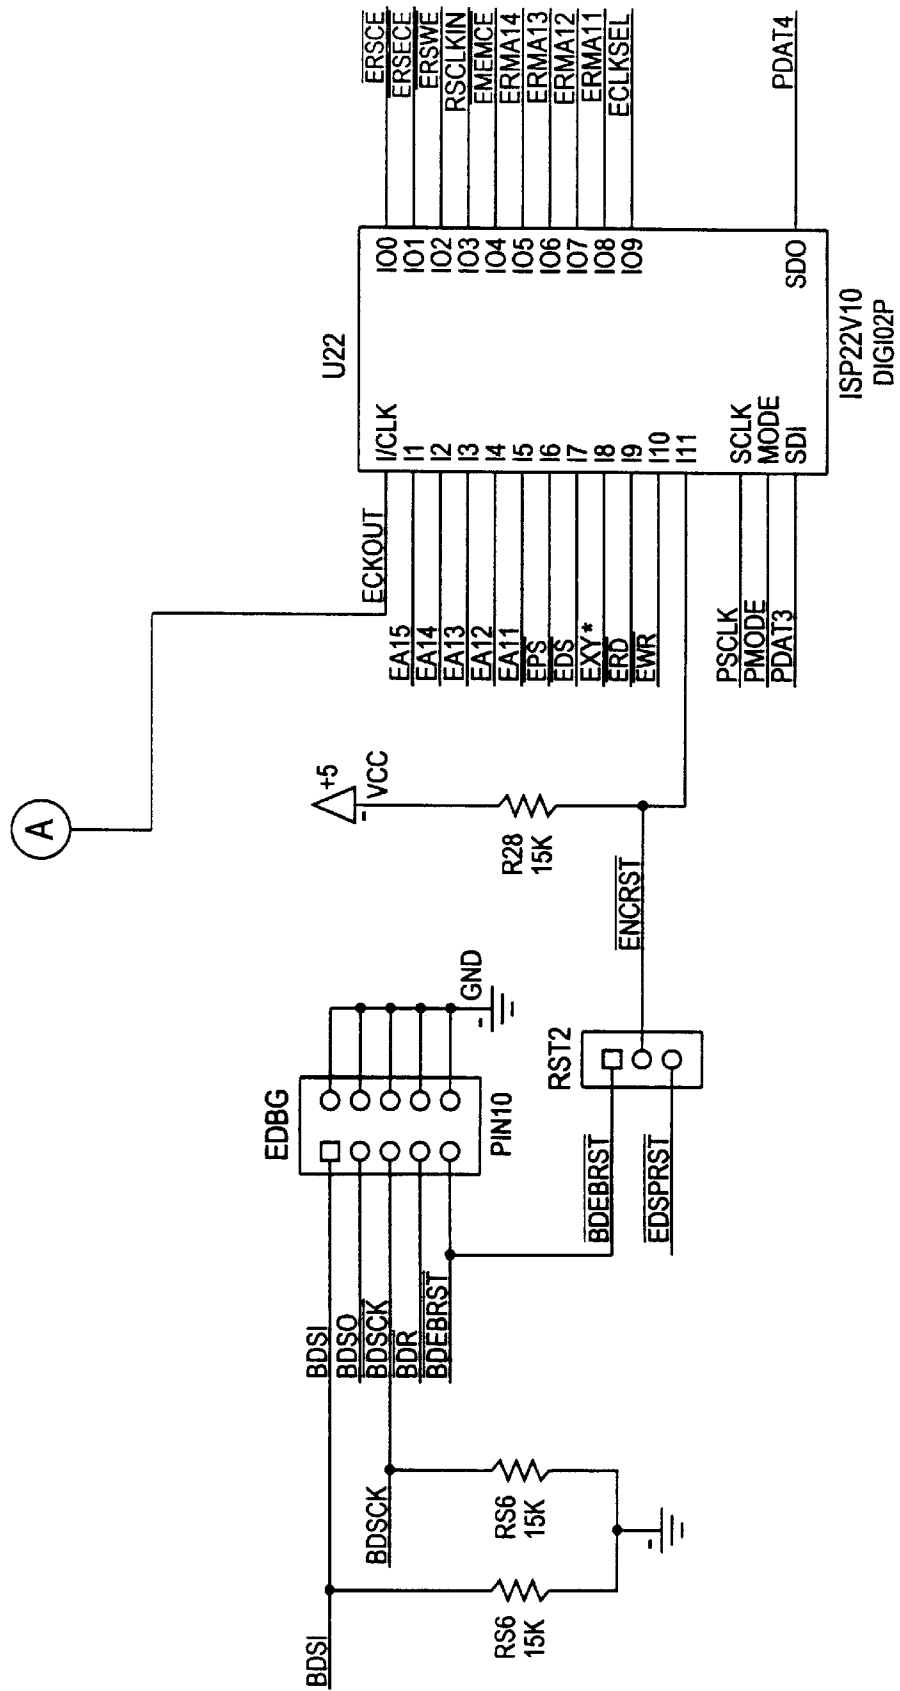 A
U22
ECKOUT
EA15
EA14
EA13
EA12
EA11
EPS
EDS
EXY*
ERD
EWR
PSCLK
PMODE
PDAT3
I/CLK
I1
I2
I3
I4
I5
I6
I7
I8
I9
I10
I11
SCLK
MODE
SDI
IO0
IO1
IO2
IO3
IO4
IO5
IO6
IO7
IO8
IO9
SDO
ERSCE
ERSECE
ERSWE
RSCLKIN
EMEMCE
ERMA14
ERMA13
ERMA12
ERMA11
ECLKSEL
PDAT4
ISP22V10
DIGI02P
+5
VCC
R28
15K
ENCRST
EDBG
PIN10
GND
RST2
BDEBRST
EDSPRST
BDSI
BDSO
BDSCK
BDR
BDEBRST
BDSCK
BDSI
RS6
15K
RS6
15K